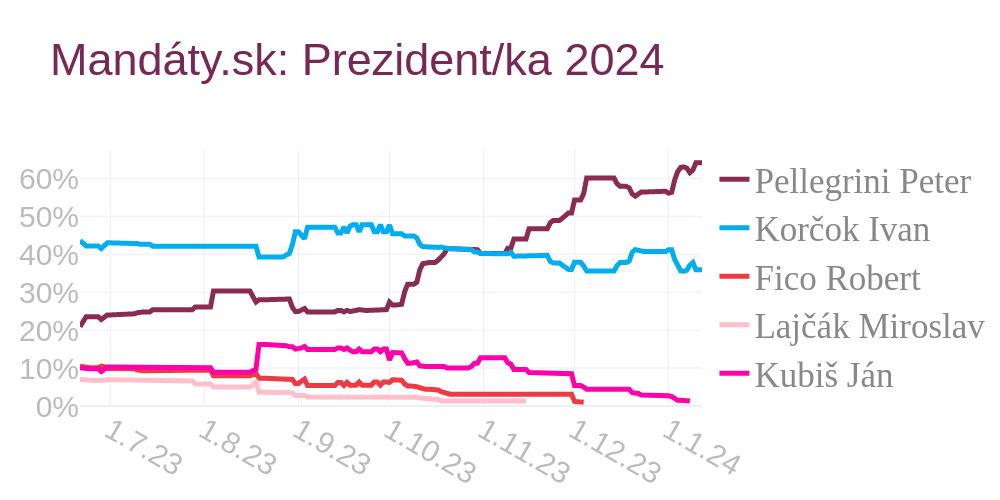 Mandáty.sk: Prezident/ka 2024
60%
50%
40%
30%
20%
10%
0%
Pellegrini Peter
Korčok Ivan
Fico Robert
Lajčák Miroslav
Kubiš Ján
1.7.23
1.8.23
1.9.23
1.10.23
1.11.23
1.12.23
1.1.24